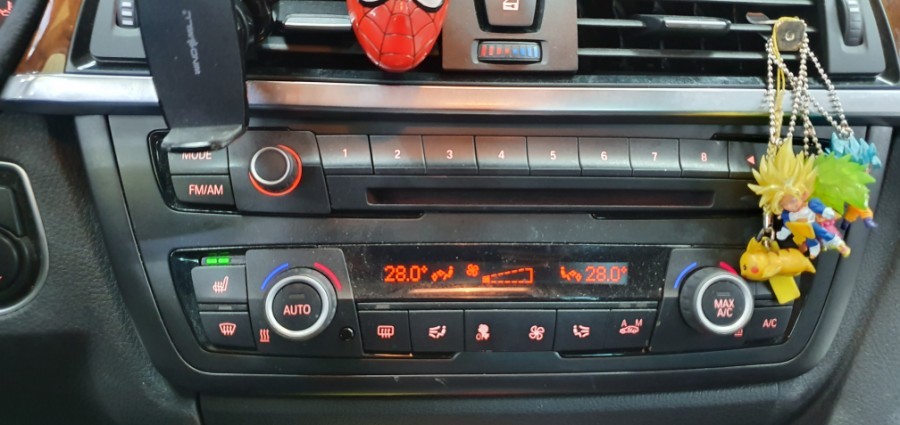 MODE
1 2 3 4 5 6 7 8
FM/AM
28.0°
28.0°
AUTO
MAX
A/C
A M
A/C